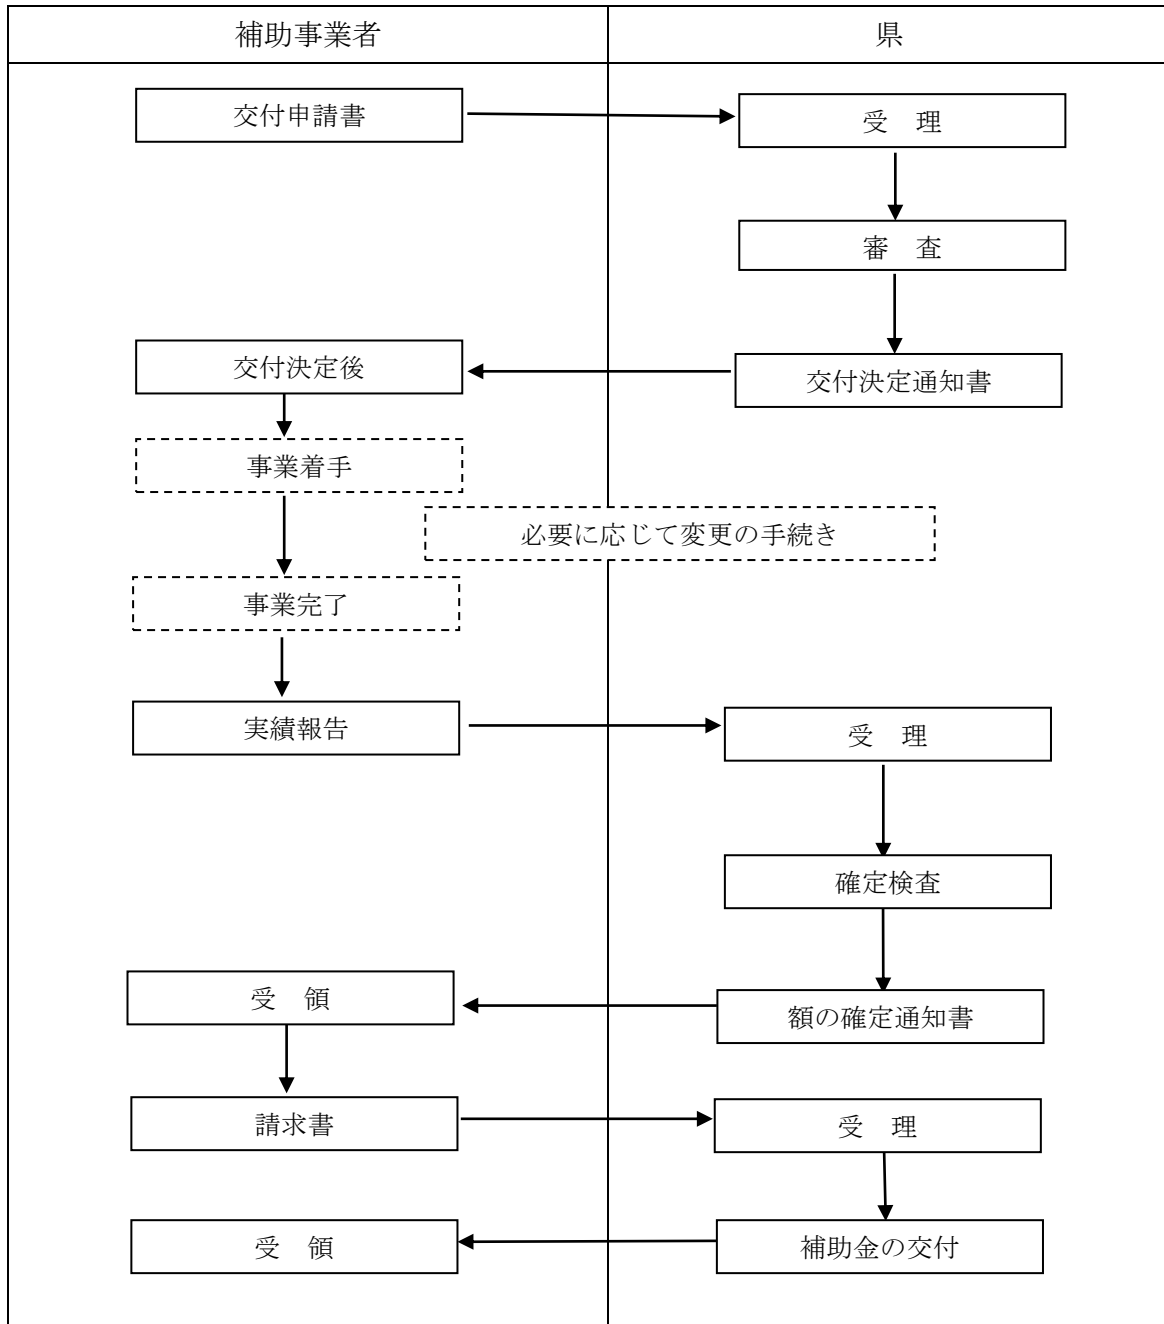 補助事業者
県
交付申請書
受　理
審　査
交付決定後
交付決定通知書
事業着手
必要に応じて変更の手続き
事業完了
実績報告
受　理
確定検査
受　領
額の確定通知書
請求書
受　理
受　領
補助金の交付